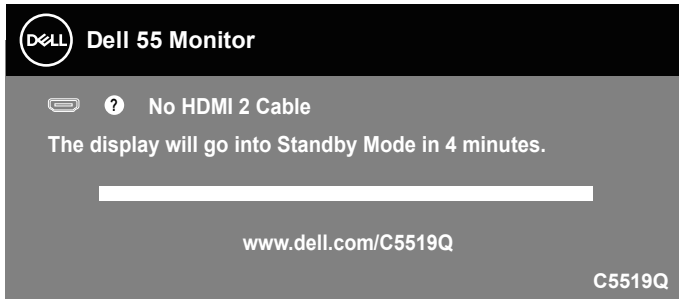 DELL Dell 55 Monitor
? No HDMI 2 Cable
The display will go into Standby Mode in 4 minutes.
www.dell.com/C5519Q
C5519Q